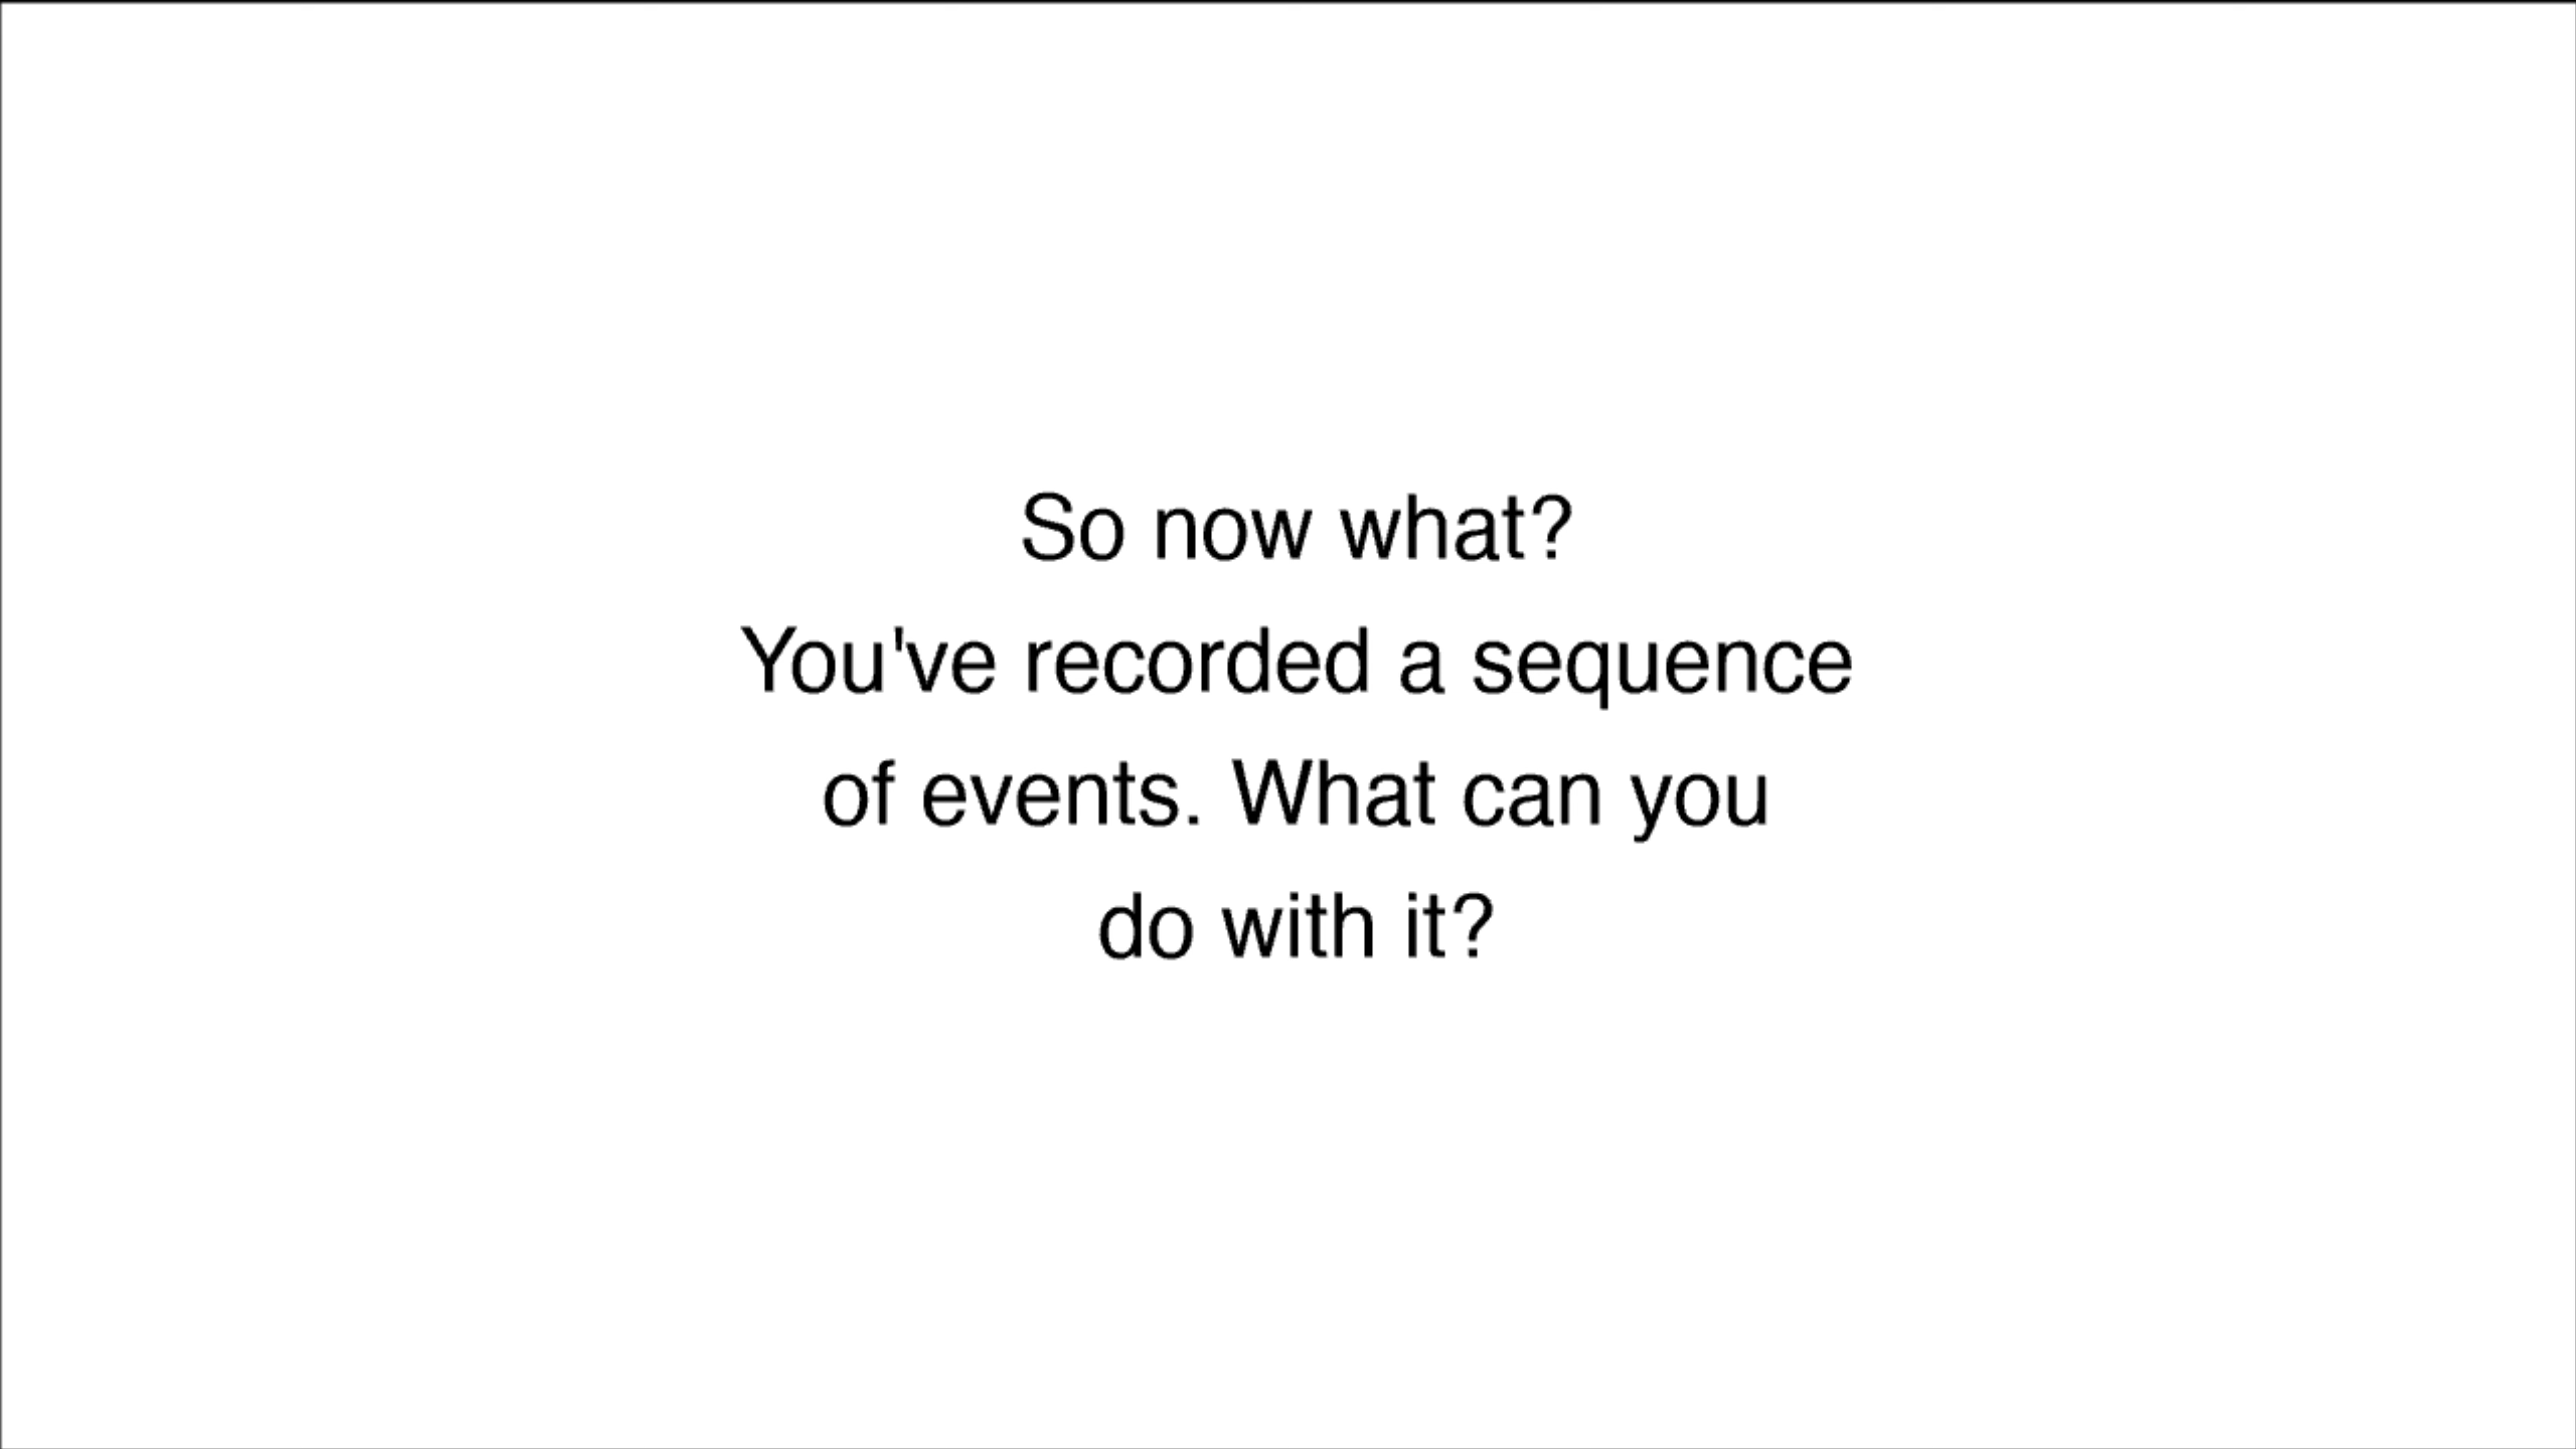 So now what?
You've recorded a sequence
of events. What can you
do with it?